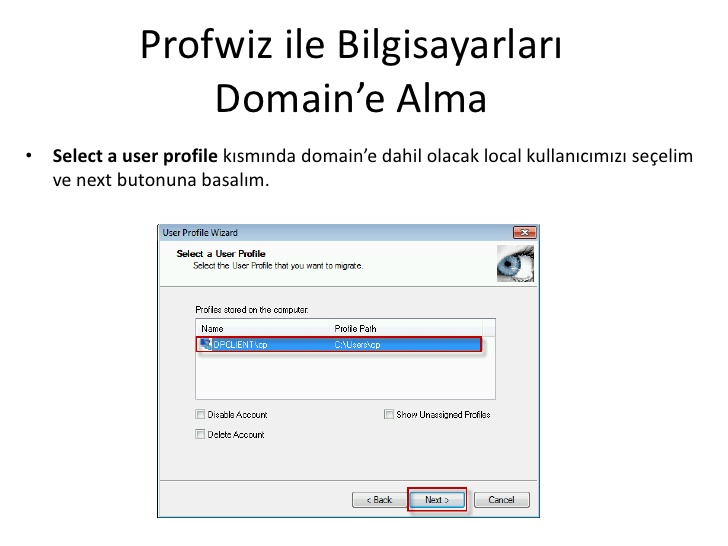 Profwiz ile Bilgisayarları
Domain’e Alma
• Select a user profile kısmında domain’e dahil olacak local kullanıcımızı seçelim
ve next butonuna basalım.
User Profile Wizard
Select a User Profile
Select the User Profile that you want to migrate.
Profiles stored on the computer:
Name Profile Path
DPCLIENT\cp C:\Users\cp
Disable Account Show Unassigned Profiles
Delete Account
< Back Next > Cancel